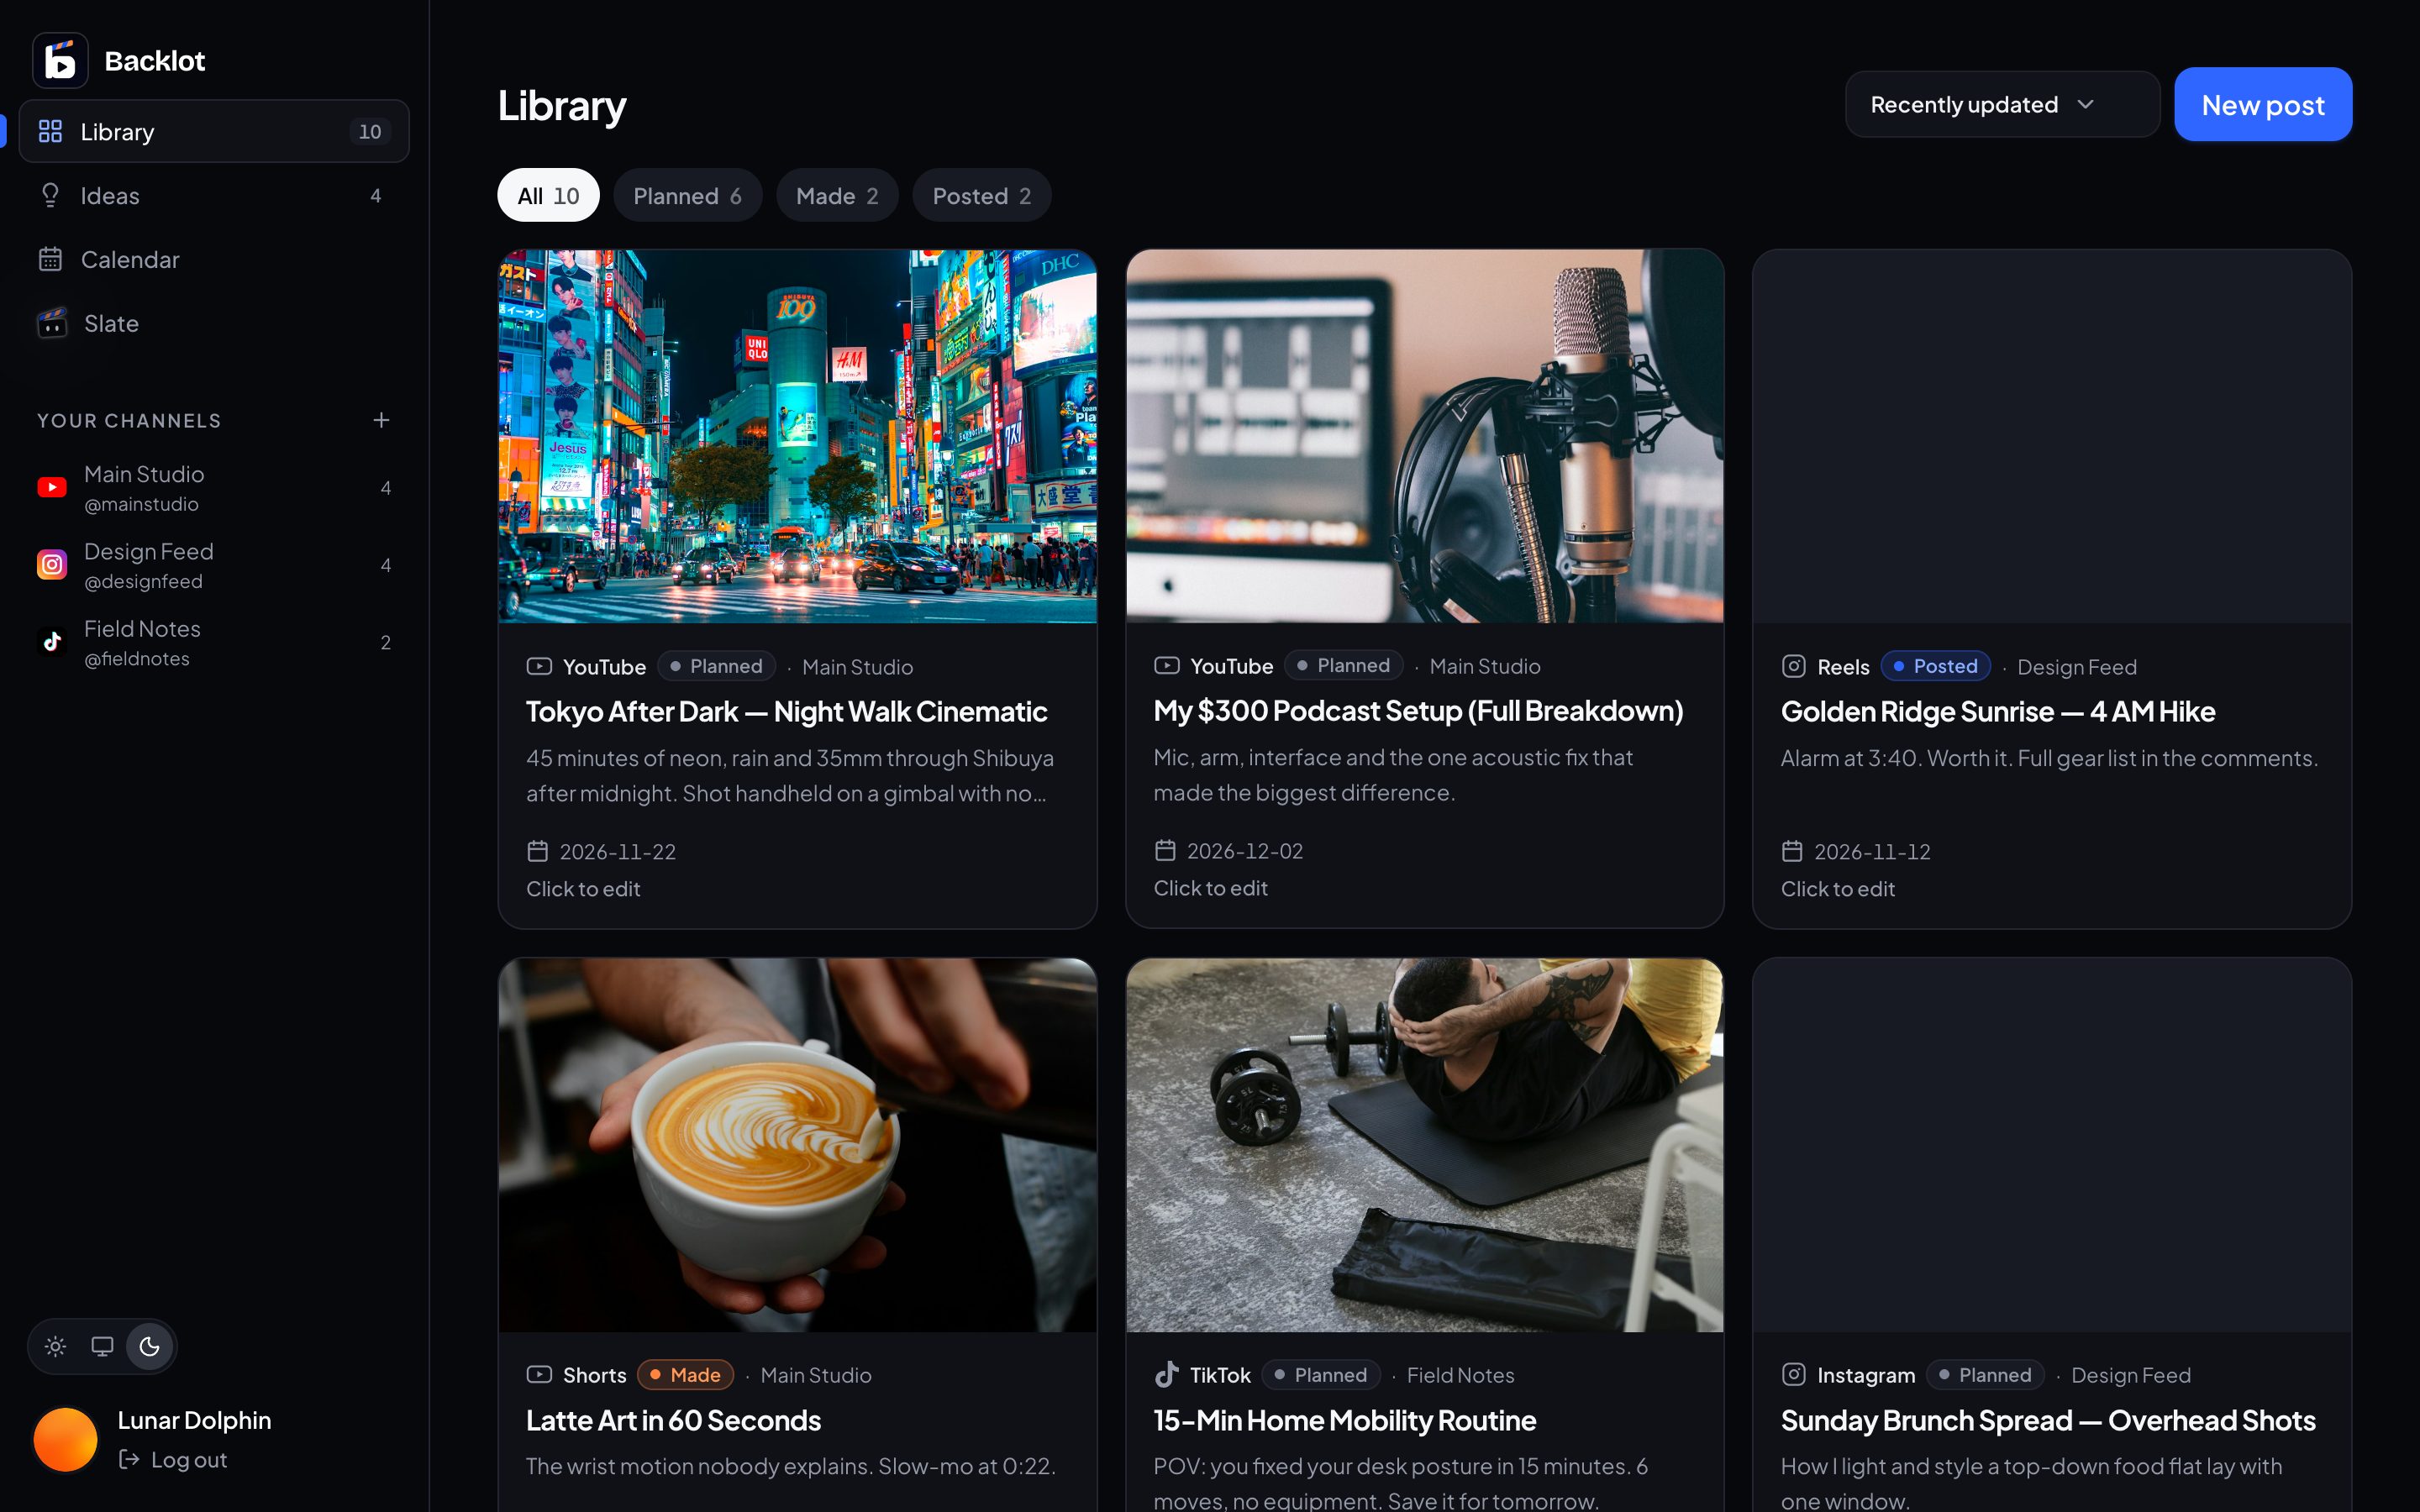 Backlot
Library 10
Ideas 4
Calendar
Slate
YOUR CHANNELS
Main Studio
@mainstudio
4
Design Feed
@designfeed
4
Field Notes
@fieldnotes
2
Lunar Dolphin
Log out
Library
Recently updated
New post
All 10
Planned 6
Made 2
Posted 2
ガスト
SHIBUYA
109
DHC
UNI
QLO
H&M
Jesus
YouTube Planned · Main Studio
Tokyo After Dark — Night Walk Cinematic
45 minutes of neon, rain and 35mm through Shibuya
after midnight. Shot handheld on a gimbal with no…
2026-11-22
Click to edit
YouTube Planned · Main Studio
My $300 Podcast Setup (Full Breakdown)
Mic, arm, interface and the one acoustic fix that
made the biggest difference.
2026-12-02
Click to edit
Reels Posted · Design Feed
Golden Ridge Sunrise — 4 AM Hike
Alarm at 3:40. Worth it. Full gear list in the comments.
2026-11-12
Click to edit
Shorts Made · Main Studio
Latte Art in 60 Seconds
The wrist motion nobody explains. Slow-mo at 0:22.
TikTok Planned · Field Notes
15-Min Home Mobility Routine
POV: you fixed your desk posture in 15 minutes. 6
moves, no equipment. Save it for tomorrow.
Instagram Planned · Design Feed
Sunday Brunch Spread — Overhead Shots
How I light and style a top-down food flat lay with
one window.